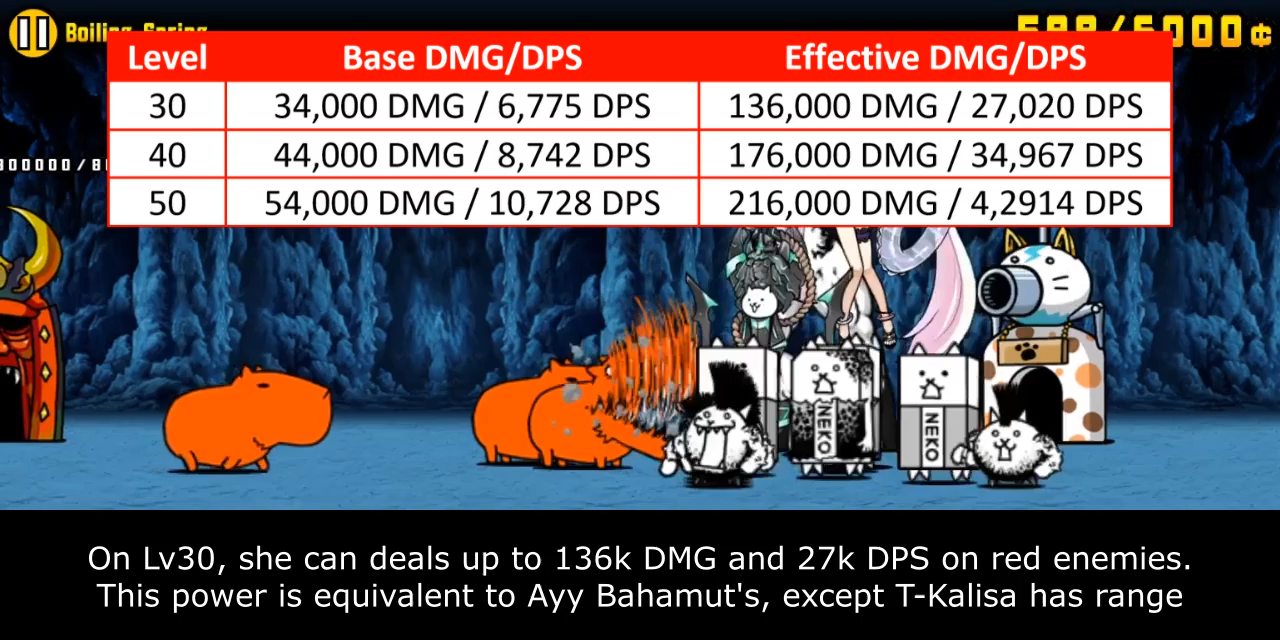 Level Base DMG/DPS Effective DMG/DPS
30 34,000 DMG / 6,775 DPS 136,000 DMG / 27,020 DPS
40 44,000 DMG / 8,742 DPS 176,000 DMG / 34,967 DPS
50 54,000 DMG / 10,728 DPS 216,000 DMG / 4,2914 DPS
NEKO NEKO
On Lv30, she can deals up to 136k DMG and 27k DPS on red enemies.
This power is equivalent to Ayy Bahamut's, except T-Kalisa has range